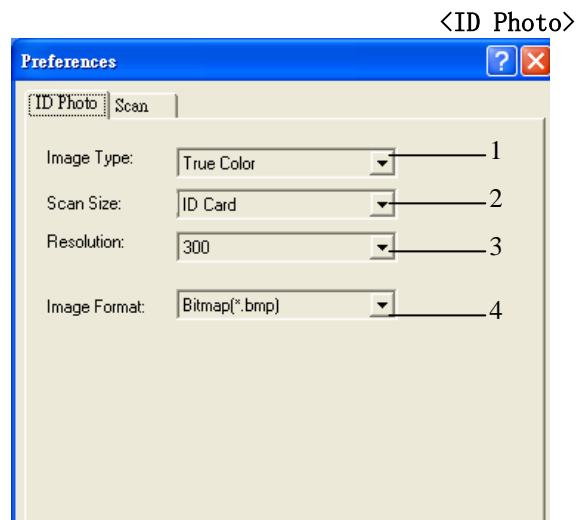 <ID Photo>
Preferences
ID Photo Scan
Image Type: True Color 1
Scan Size: ID Card 2
Resolution: 300 3
Image Format: Bitmap(*.bmp) 4